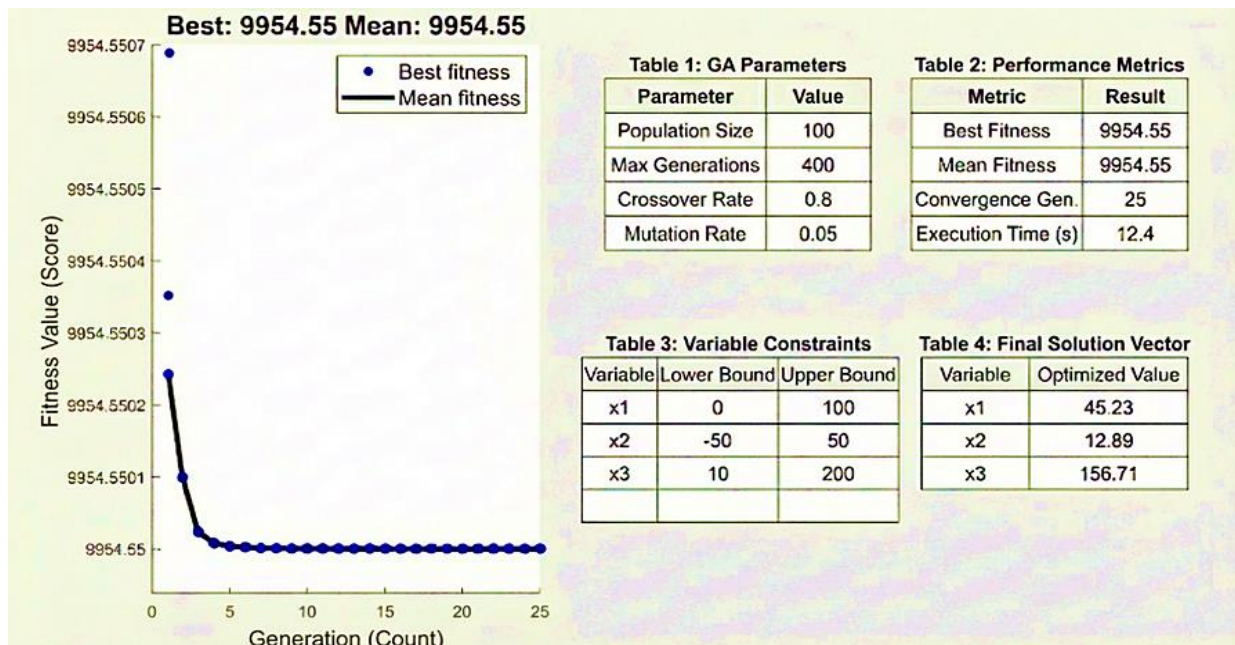 Best: 9954.55 Mean: 9954.55
9954.5507
9954.5506
9954.5505
9954.5504
9954.5503
9954.5502
9954.5501
9954.55
Fitness Value (Score)
0 5 10 15 20 25
Generation (Count)
Best fitness
Mean fitness
Table 1: GA Parameters
Parameter Value
Population Size 100
Max Generations 400
Crossover Rate 0.8
Mutation Rate 0.05
Table 2: Performance Metrics
Metric Result
Best Fitness 9954.55
Mean Fitness 9954.55
Convergence Gen. 25
Execution Time (s) 12.4
Table 3: Variable Constraints
Variable Lower Bound Upper Bound
x1 0 100
x2 -50 50
x3 10 200
Table 4: Final Solution Vector
Variable Optimized Value
x1 45.23
x2 12.89
x3 156.71